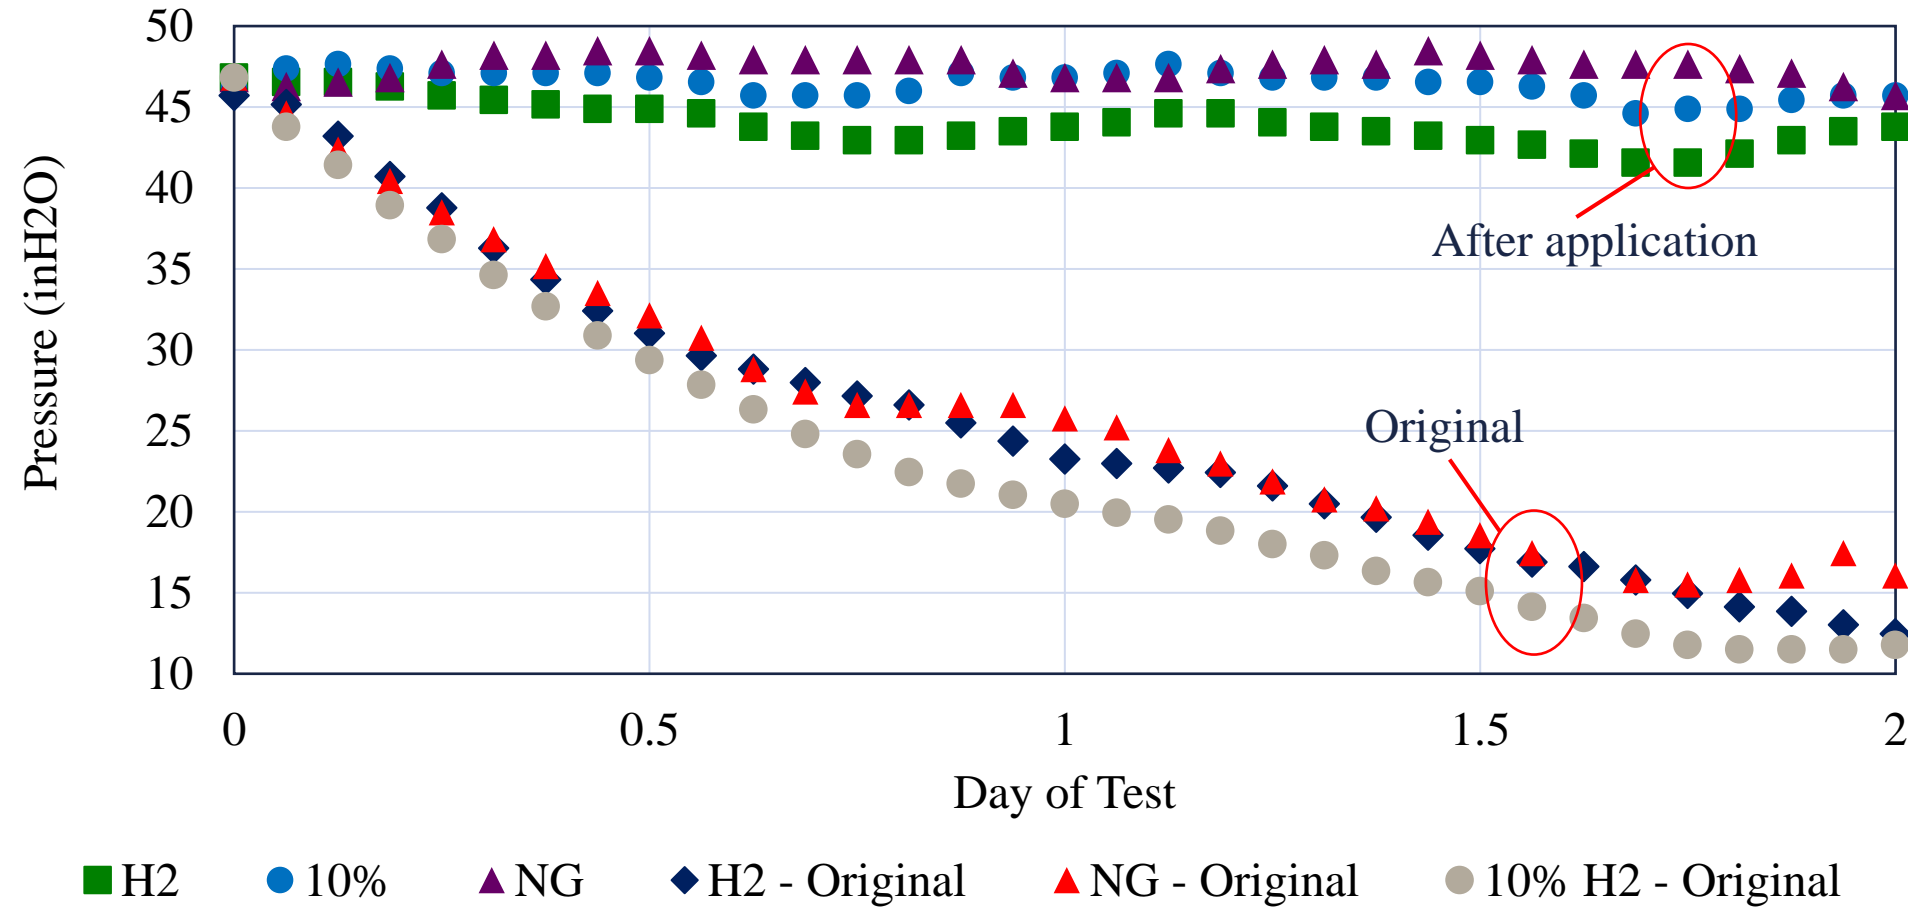 50
45
40
35
30
25
20
15
10
Pressure (inH2O)
After application
Original
0 0.5 1 1.5 2
Day of Test
H2 10% NG H2 - Original NG - Original 10% H2 - Original